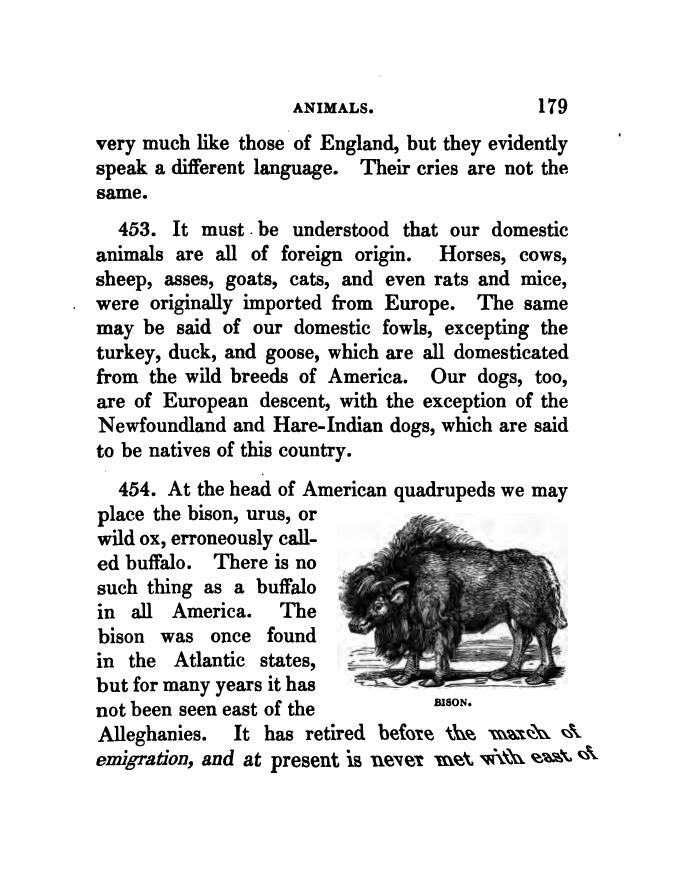 ANIMALS. 179
very much like those of England, but they evidently
speak a different language. Their cries are not the
same.
453. It must be understood that our domestic
animals are all of foreign origin. Horses, cows,
sheep, asses, goats, cats, and even rats and mice,
were originally imported from Europe. The same
may be said of our domestic fowls, excepting the
turkey, duck, and goose, which are all domesticated
from the wild breeds of America. Our dogs, too,
are of European descent, with the exception of the
Newfoundland and Hare-Indian dogs, which are said
to be natives of this country.
454. At the head of American quadrupeds we may
place the bison, urus, or
wild ox, erroneously call-
ed buffalo. There is no
such thing as a buffalo
in all America. The
bison was once found
in the Atlantic states,
but for many years it has
not been seen east of the
BISON.
Alleghanies. It has retired before the march of
emigration, and at present is never met with east of